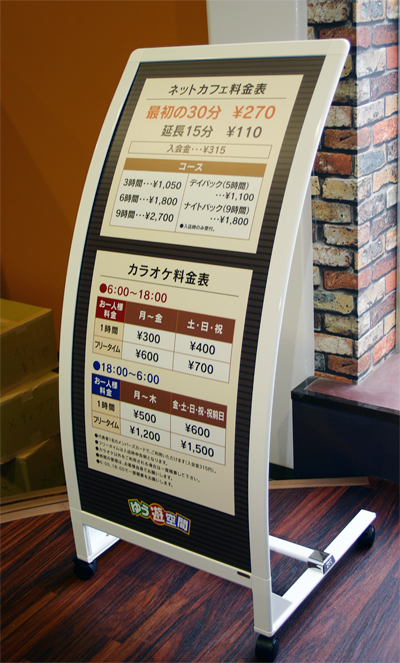 ネットカフェ料金表
最初の30分 ¥270
延長15分 ¥110
入会金…¥315
コース
3時間…¥1,050
6時間…¥1,800
9時間…¥2,700
デイパック(5時間)
…¥1,100
ナイトパック(9時間)
…¥1,800
●入店時のみ受付。
カラオケ料金表
●6:00~18:00
お一人様料金 月~金 土・日・祝
1時間 ¥300 ¥400
フリータイム ¥600 ¥700
●18:00~6:00
お一人様料金 月~木 金・土・日・祝・祝前日
1時間 ¥500 ¥600
フリータイム ¥1,200 ¥1,500
ゆう遊空間